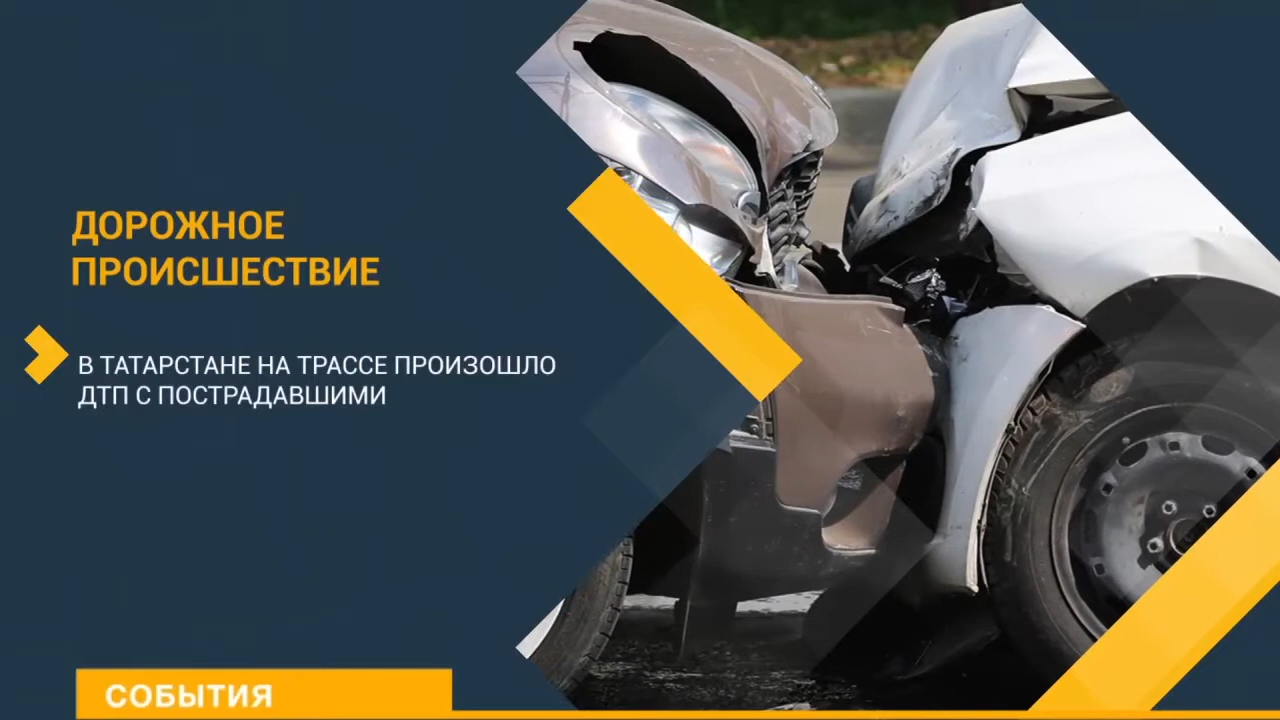 ДОРОЖНОЕ
ПРОИСШЕСТВИЕ
В ТАТАРСТАНЕ НА ТРАССЕ ПРОИЗОШЛО
ДТП С ПОСТРАДАВШИМИ
СОБЫТИЯ